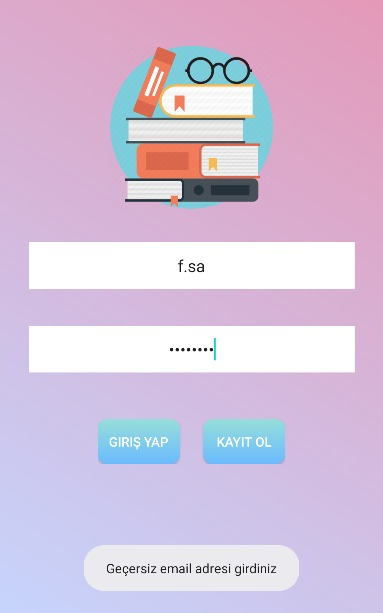 f.sa
••••••••
GIRIŞ YAP
KAYIT OL
Geçersiz email adresi girdiniz